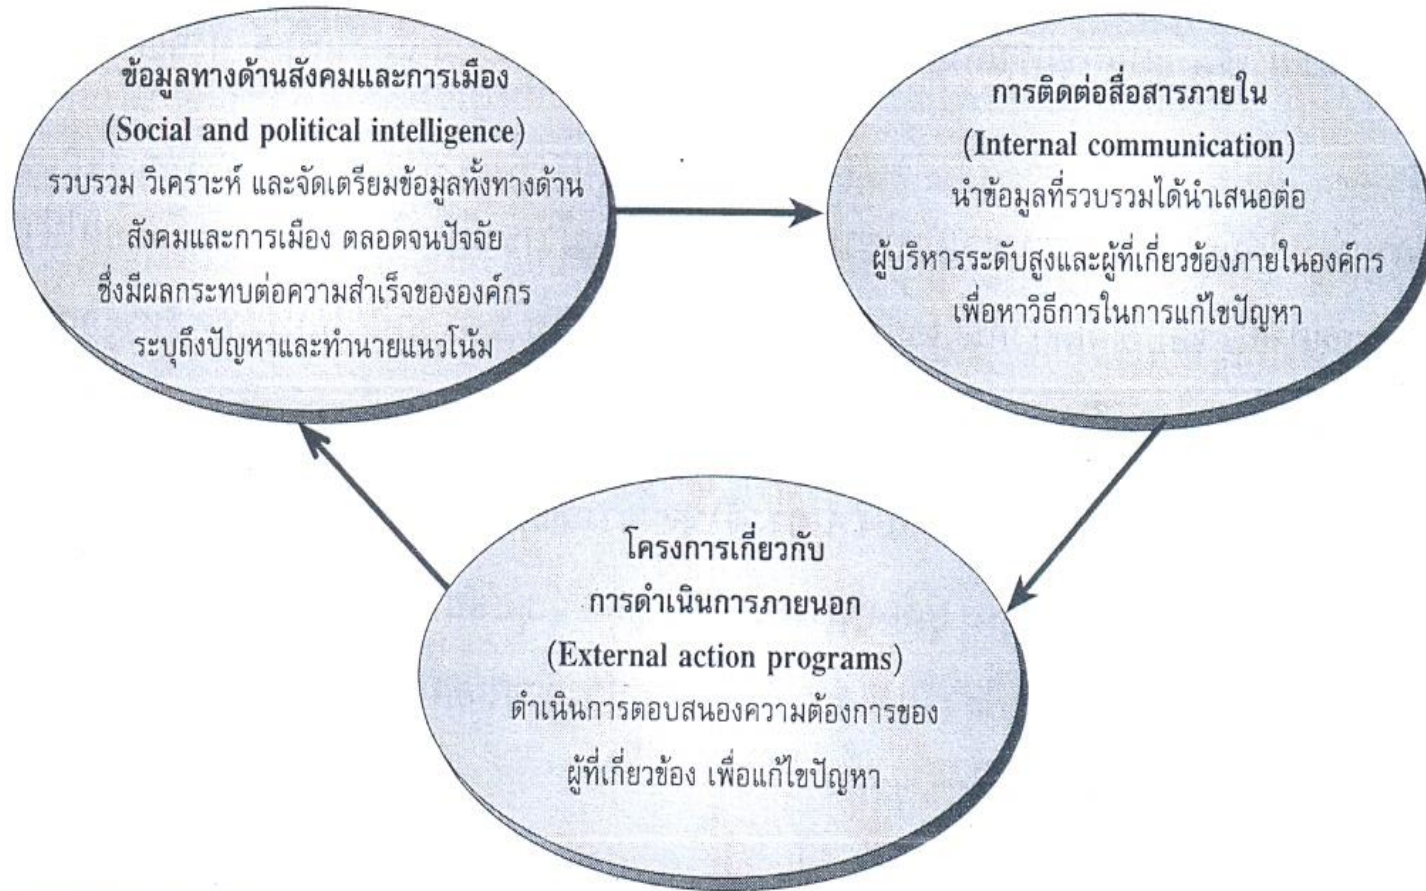 ข้อมูลทางด้านสังคมและการเมือง
(Social and political intelligence)
รวบรวม วิเคราะห์ และจัดเตรียมข้อมูลทั้งทางด้าน
สังคมและการเมือง ตลอดจนปัจจัย
ซึ่งมีผลกระทบต่อความสำเร็จขององค์กร
ระบุถึงปัญหาและทำนายแนวโน้ม
การติดต่อสื่อสารภายใน
(Internal communication)
นำข้อมูลที่รวบรวมได้นำเสนอต่อ
ผู้บริหารระดับสูงและผู้ที่เกี่ยวข้องภายในองค์กร
เพื่อหาวิธีการในการแก้ไขปัญหา
โครงการเกี่ยวกับ
การดำเนินการภายนอก
(External action programs)
ดำเนินการตอบสนองความต้องการของ
ผู้ที่เกี่ยวข้อง เพื่อแก้ไขปัญหา